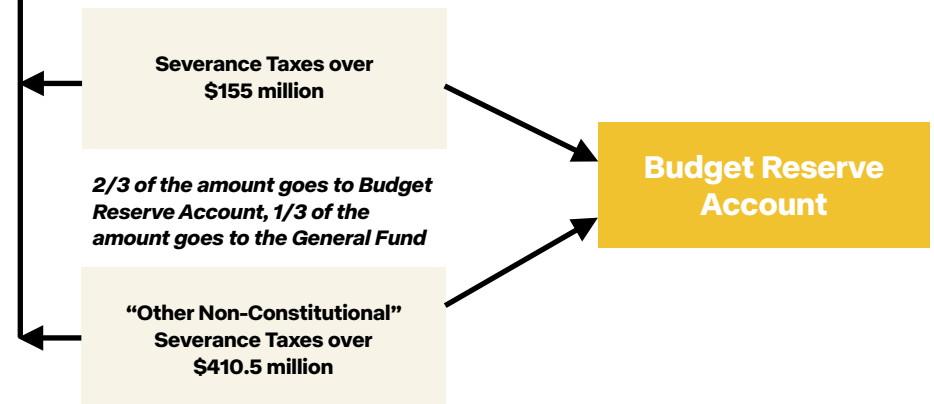 Severance Taxes over
$155 million
2/3 of the amount goes to Budget
Reserve Account, 1/3 of the
amount goes to the General Fund
Budget Reserve
Account
“Other Non-Constitutional”
Severance Taxes over
$410.5 million